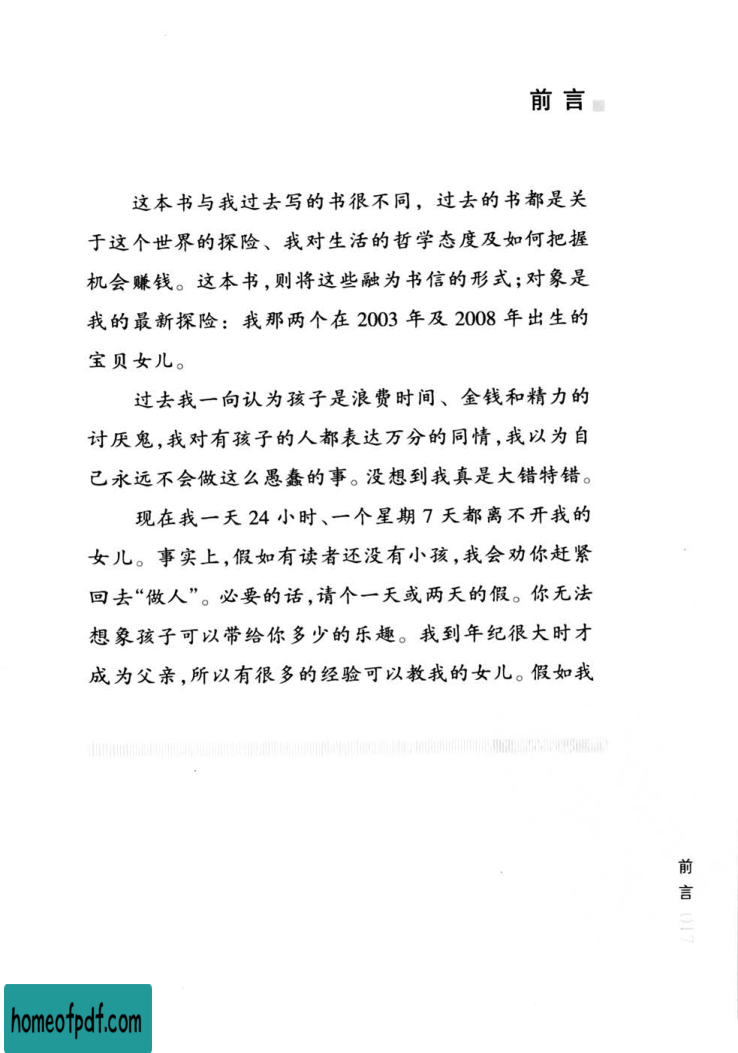 前言
这本书与我过去写的书很不同，过去的书都是关
于这个世界的探险、我对生活的哲学态度及如何把握
机会赚钱。这本书,则将这些融为书信的形式;对象是
我的最新探险：我那两个在2003年及2008年出生的
宝贝女儿。
过去我一向认为孩子是浪费时间、金钱和精力的
讨厌鬼,我对有孩子的人都表达万分的同情,我以为自
己永远不会做这么愚蠢的事。没想到我真是大错特错。
现在我一天24小时、一个星期7天都离不开我的
女儿。事实上,假如有读者还没有小孩,我会劝你赶紧
回去“做人”。必要的话,请个一天或两天的假。你无法
想象孩子可以带给你多少的乐趣。我到年纪很大时才
成为父亲,所以有很多的经验可以教我的女儿。假如我
前言
017
homeofpdf.com